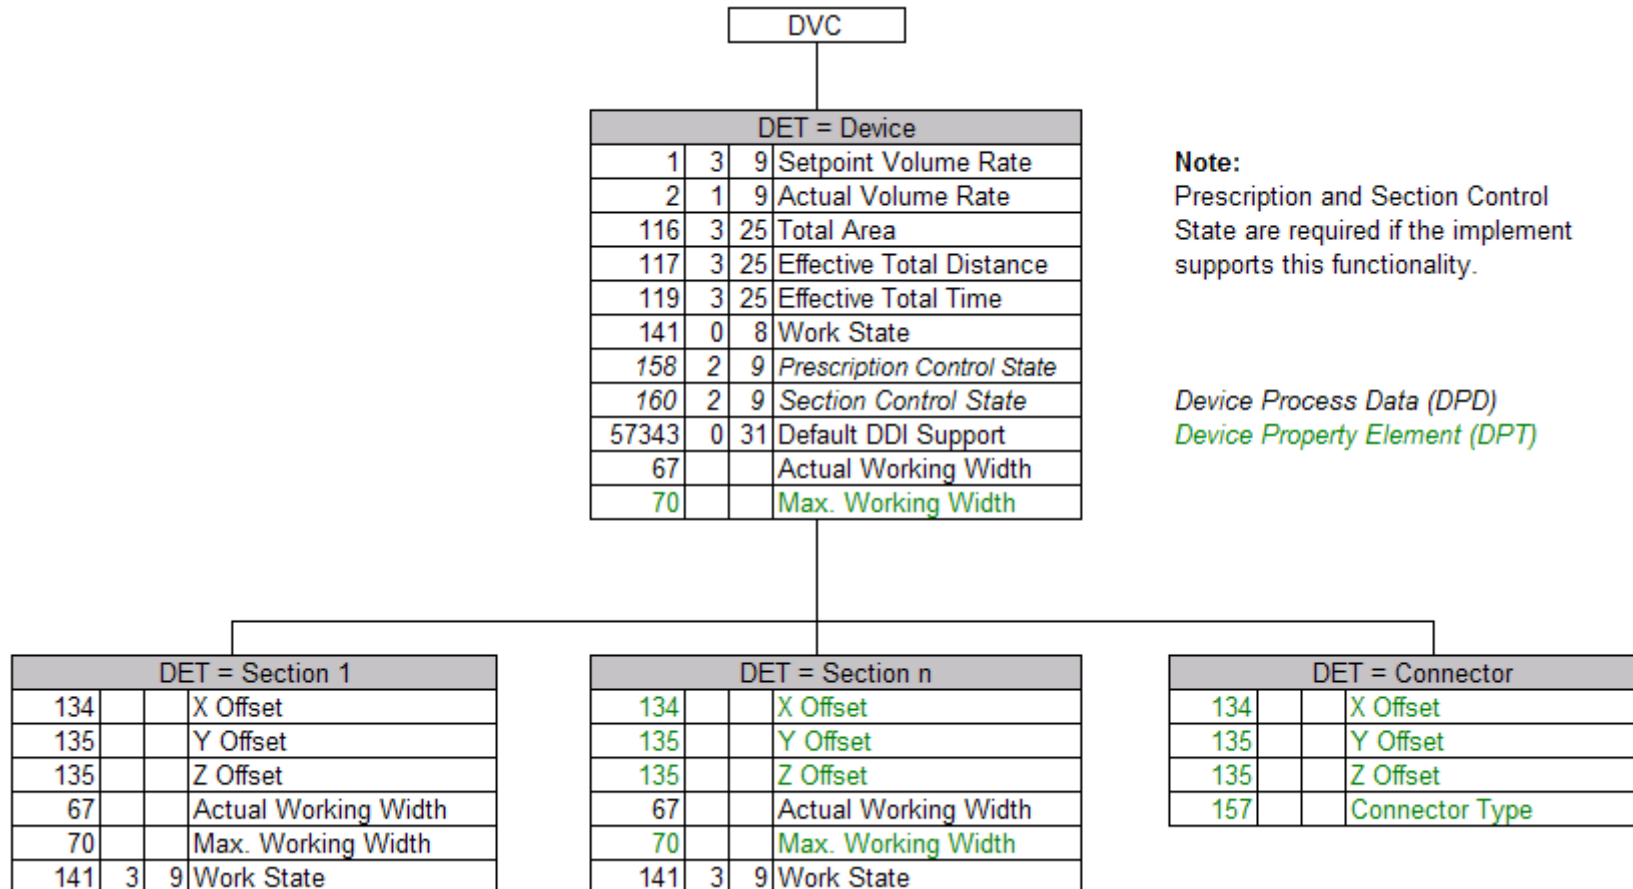 DVC
DET = Device
1 3 9 Setpoint Volume Rate
2 1 9 Actual Volume Rate
116 3 25 Total Area
117 3 25 Effective Total Distance
119 3 25 Effective Total Time
141 0 8 Work State
158 2 9 Prescription Control State
160 2 9 Section Control State
57343 0 31 Default DDI Support
67 Actual Working Width
70 Max. Working Width
Note:
Prescription and Section Control
State are required if the implement
supports this functionality.
Device Process Data (DPD)
Device Property Element (DPT)
DET = Section 1
134 X Offset
135 Y Offset
135 Z Offset
67 Actual Working Width
70 Max. Working Width
141 3 9 Work State
DET = Section n
134 X Offset
135 Y Offset
135 Z Offset
67 Actual Working Width
70 Max. Working Width
141 3 9 Work State
DET = Connector
134 X Offset
135 Y Offset
135 Z Offset
157 Connector Type